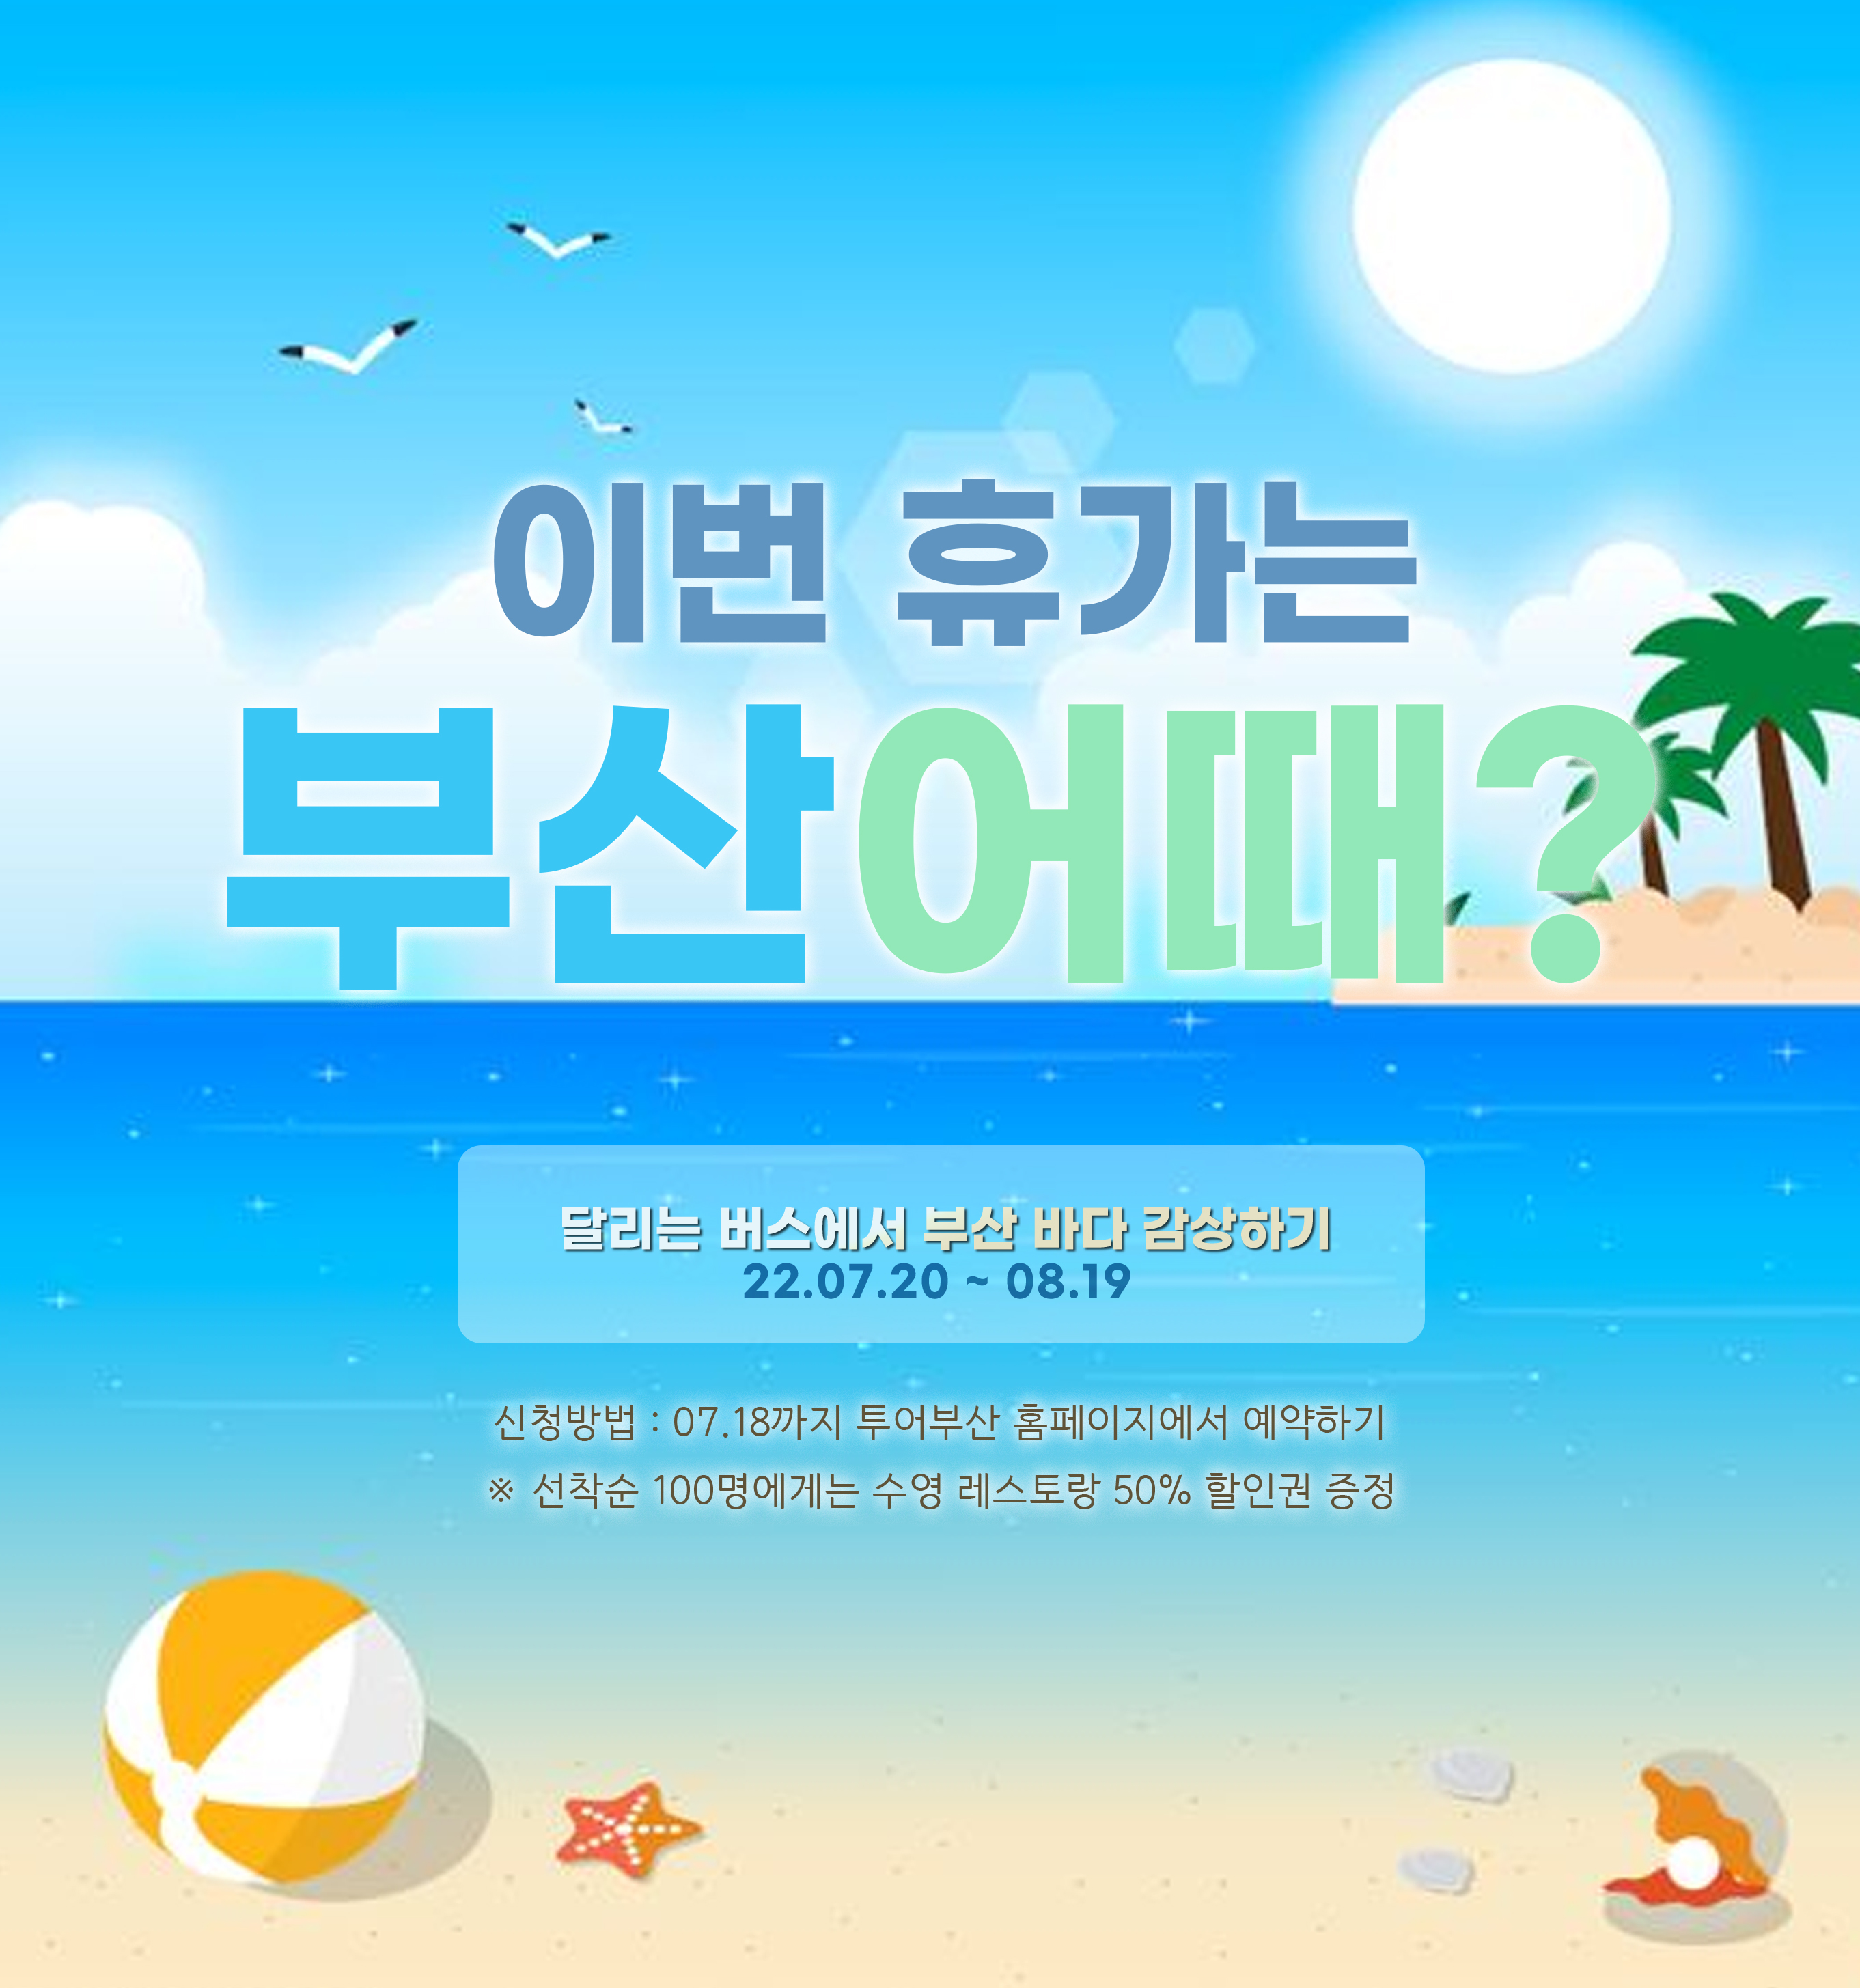 이번 휴가는
부산어때?
달리는 버스에서 부산 바다 감상하기
22.07.20 ~ 08.19
신청방법 : 07.18까지 투어부산 홈페이지에서 예약하기
※ 선착순 100명에게는 수영 레스토랑 50% 할인권 증정